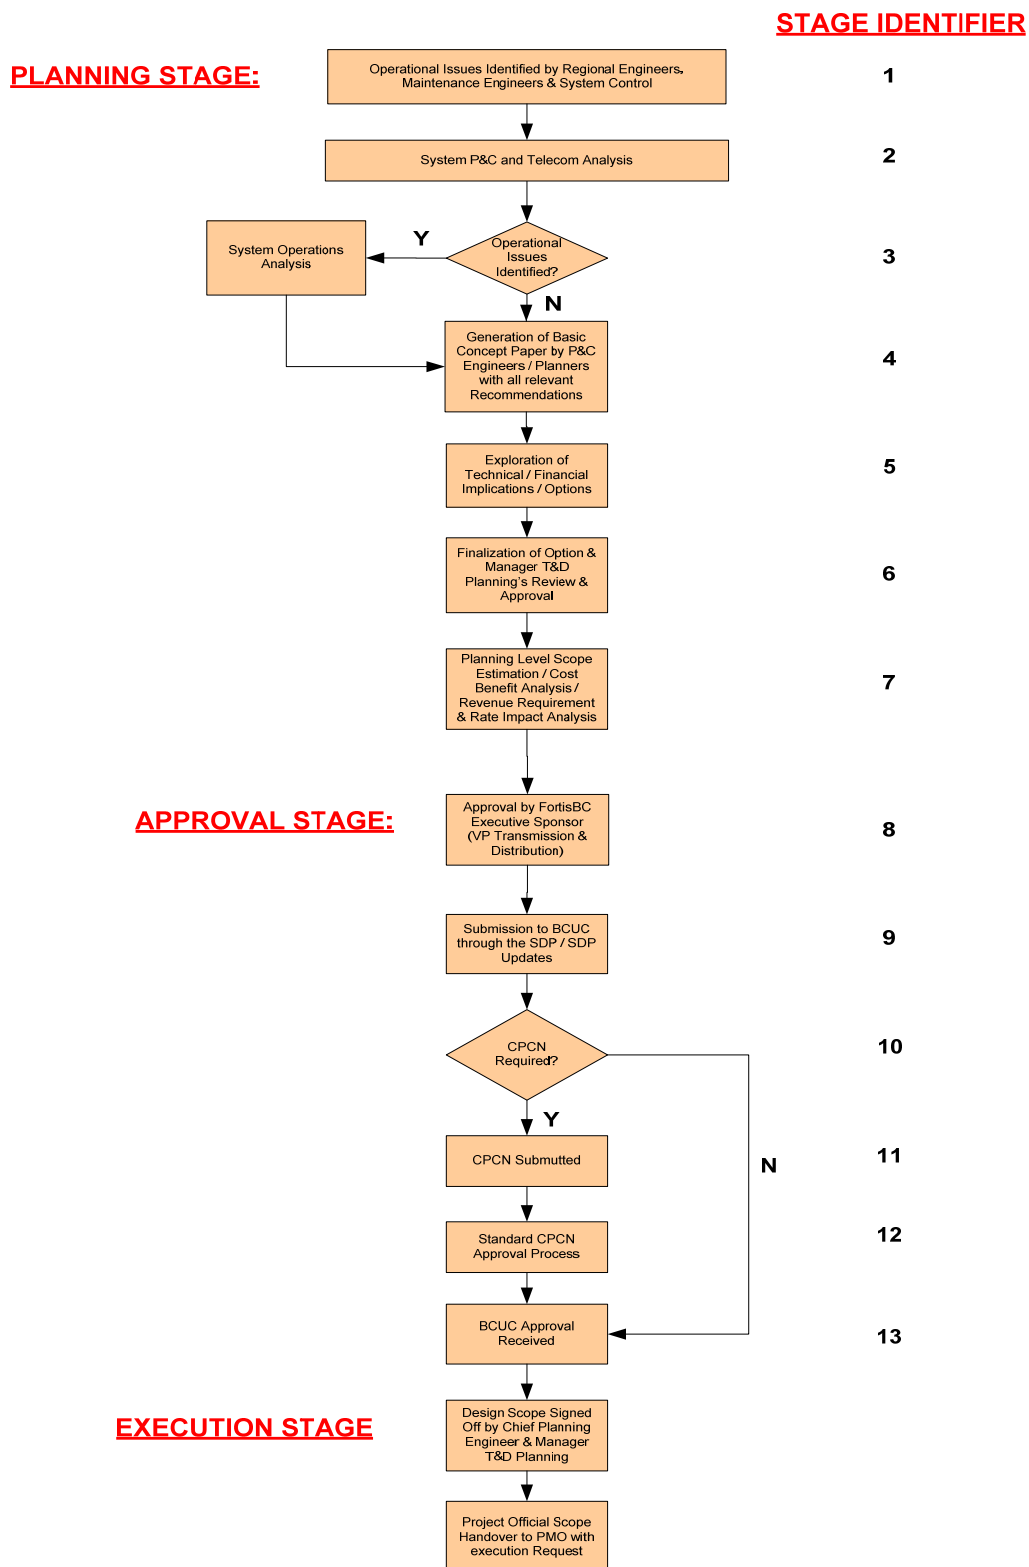 STAGE IDENTIFIER
PLANNING STAGE:
Operational Issues Identified by Regional Engineers,
Maintenance Engineers & System Control
1
System P&C and Telecom Analysis
2
System Operations
Analysis
Y
Operational
Issues
Identified?
3
N
Generation of Basic
Concept Paper by P&C
Engineers / Planners
with all relevant
Recommendations
4
Exploration of
Technical / Financial
Implications / Options
5
Finalization of Option &
Manager T&D
Planning's Review &
Approval
6
Planning Level Scope
Estimation / Cost
Benefit Analysis /
Revenue Requirement
& Rate Impact Analysis
7
APPROVAL STAGE:
Approval by FortisBC
Executive Sponsor
(VP Transmission &
Distribution)
8
Submission to BCUC
through the SDP / SDP
Updates
9
CPCN
Required?
10
Y
N
CPCN Submutted
11
Standard CPCN
Approval Process
12
BCUC Approval
Received
13
EXECUTION STAGE
Design Scope Signed
Off by Chief Planning
Engineer & Manager
T&D Planning
Project Official Scope
Handover to PMO with
execution Request